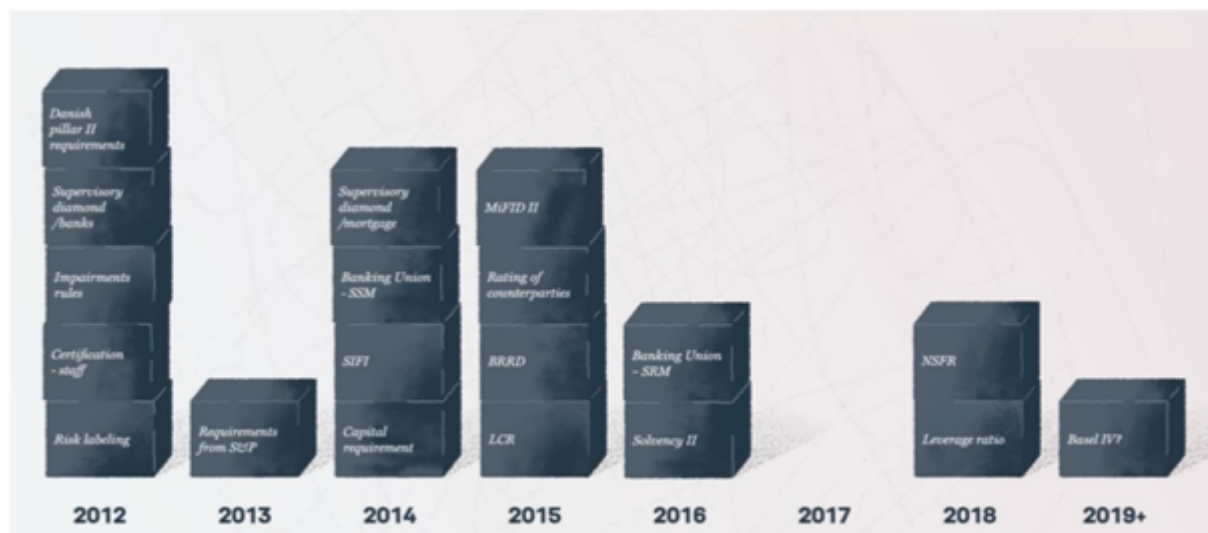 Danish
pillar II
requirements
Supervisory
diamond
/banks
Impairments
rules
Certification
- staff
Risk labeling
Requirements
from S&P
Supervisory
diamond
/mortgage
Banking Union
- SSM
SIFI
Capital
requirement
MiFID II
Rating of
counterparties
BRRD
LCR
Banking Union
- SRM
Solvency II
NSFR
Leverage ratio
Basel IV?
2012 2013 2014 2015 2016 2017 2018 2019+